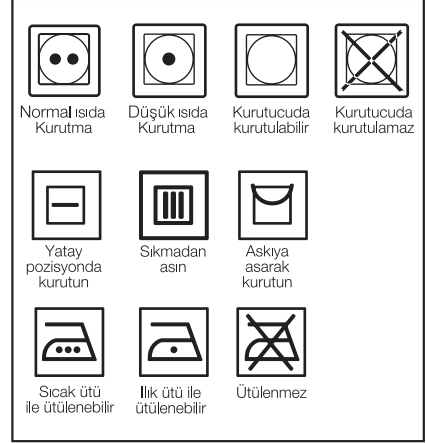 Normal ısıda
Kurutma
Düşük ısıda
Kurutma
Kurutucuda
kurutulabilir
Kurutucuda
kurutulamaz
Yatay
pozisyonda
kurutun
Sıkmadan
asın
Askıya
asarak
kurutun
Sıcak ütü
ile ütülenebilir
Ilık ütü ile
ütülenebilir
Ütülenmez